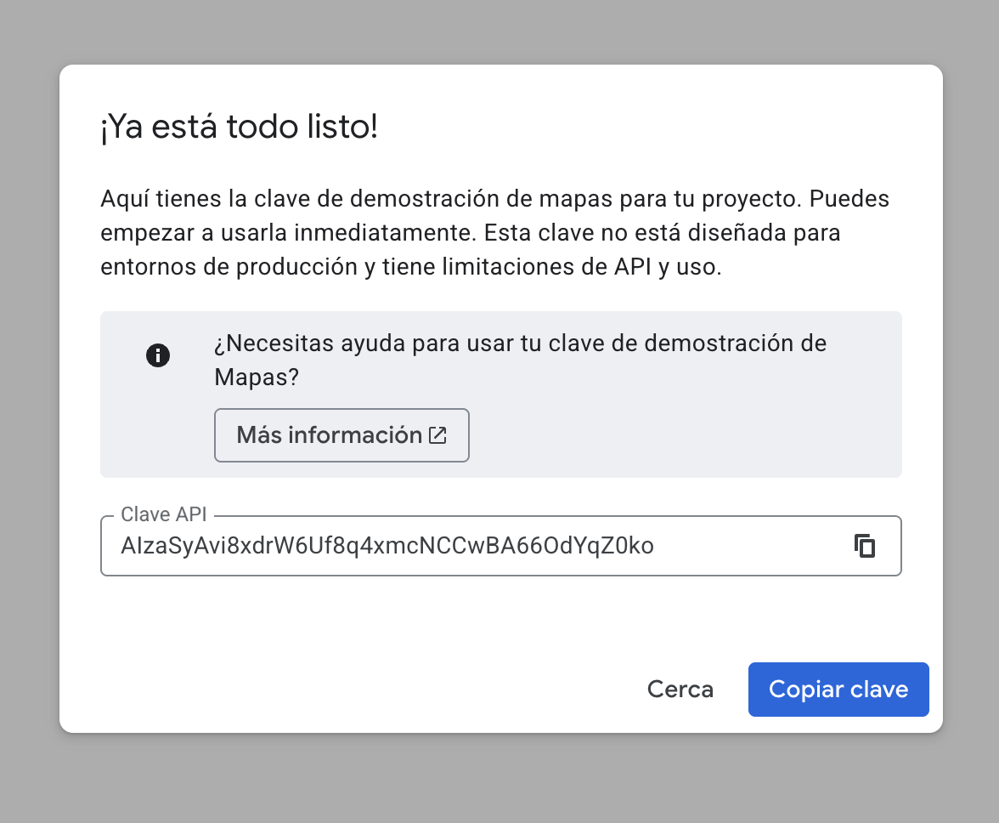 ¡Ya está todo listo!
Aquí tienes la clave de demostración de mapas para tu proyecto. Puedes
empezar a usarla inmediatamente. Esta clave no está diseñada para
entornos de producción y tiene limitaciones de API y uso.
¿Necesitas ayuda para usar tu clave de demostración de
Mapas?
Más información
Clave API
AIzaSyAvi8xdrW6Uf8q4xmcNCCwBA66OdYqZ0ko
Cerca
Copiar clave